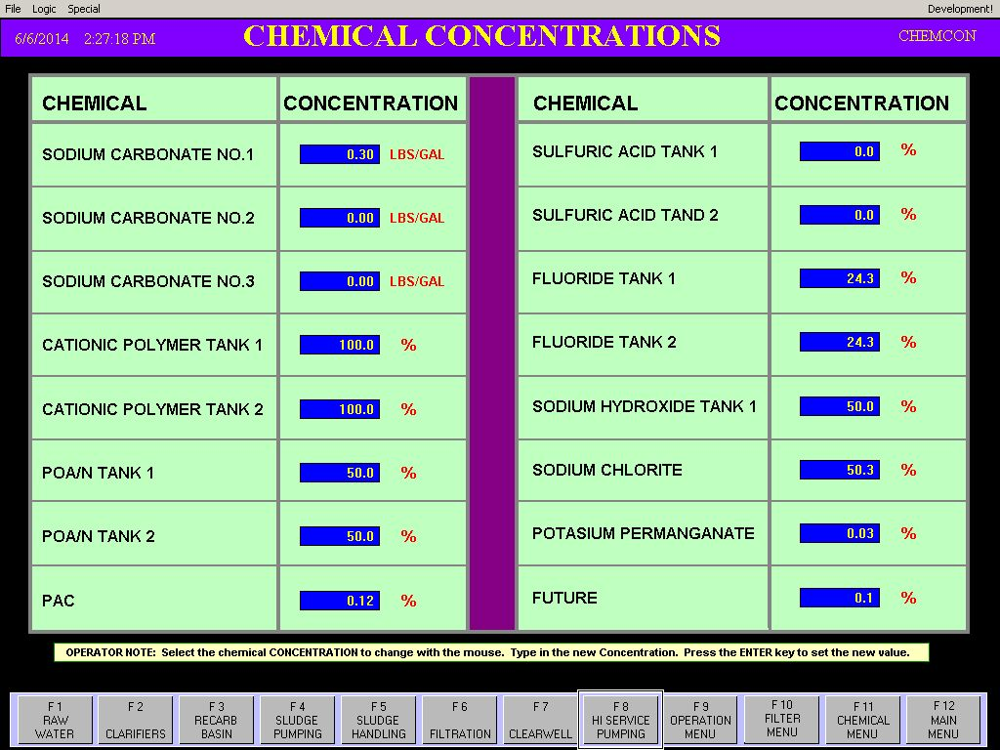 File Logic Special Development!
6/6/2014 2:27:18 PM CHEMICAL CONCENTRATIONS CHEMCON
CHEMICAL CONCENTRATION CHEMICAL CONCENTRATION
SODIUM CARBONATE NO.1 0.30 LBS/GAL SULFURIC ACID TANK 1 0.0 %
SODIUM CARBONATE NO.2 0.00 LBS/GAL SULFURIC ACID TAND 2 0.0 %
SODIUM CARBONATE NO.3 0.00 LBS/GAL FLUORIDE TANK 1 24.3 %
CATIONIC POLYMER TANK 1 100.0 % FLUORIDE TANK 2 24.3 %
CATIONIC POLYMER TANK 2 100.0 % SODIUM HYDROXIDE TANK 1 50.0 %
POA/N TANK 1 50.0 % SODIUM CHLORITE 50.3 %
POA/N TANK 2 50.0 % POTASIUM PERMANGANATE 0.03 %
PAC 0.12 % FUTURE 0.1 %
OPERATOR NOTE: Select the chemical CONCENTRATION to change with the mouse. Type in the new Concentration. Press the ENTER key to set the new value.
F 1 F 2 F 3 F 4 F 5 F 6 F 7 F 8 F 9 F 10 F 11 F 12
RAW RECARB SLUDGE SLUDGE HI SERVICE OPERATION FILTER CHEMICAL MAIN
WATER CLARIFIERS BASIN PUMPING HANDLING FILTRATION CLEARWELL PUMPING MENU MENU MENU MENU